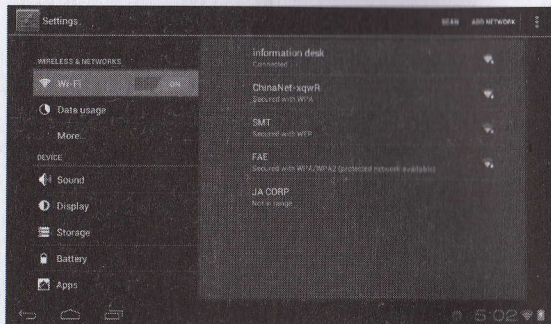 Settings
SCAN ADD NETWORK
WIRELESS & NETWORKS
Wi-Fi ON
Data usage
More...
DEVICE
Sound
Display
Storage
Battery
Apps
information desk
Connected
ChinaNet-xqwR
Secured with WPA
SMT
Secured with WEP
FAE
Secured with WPA/WPA2 (protected network available)
JA CORP
Not in range
5:02